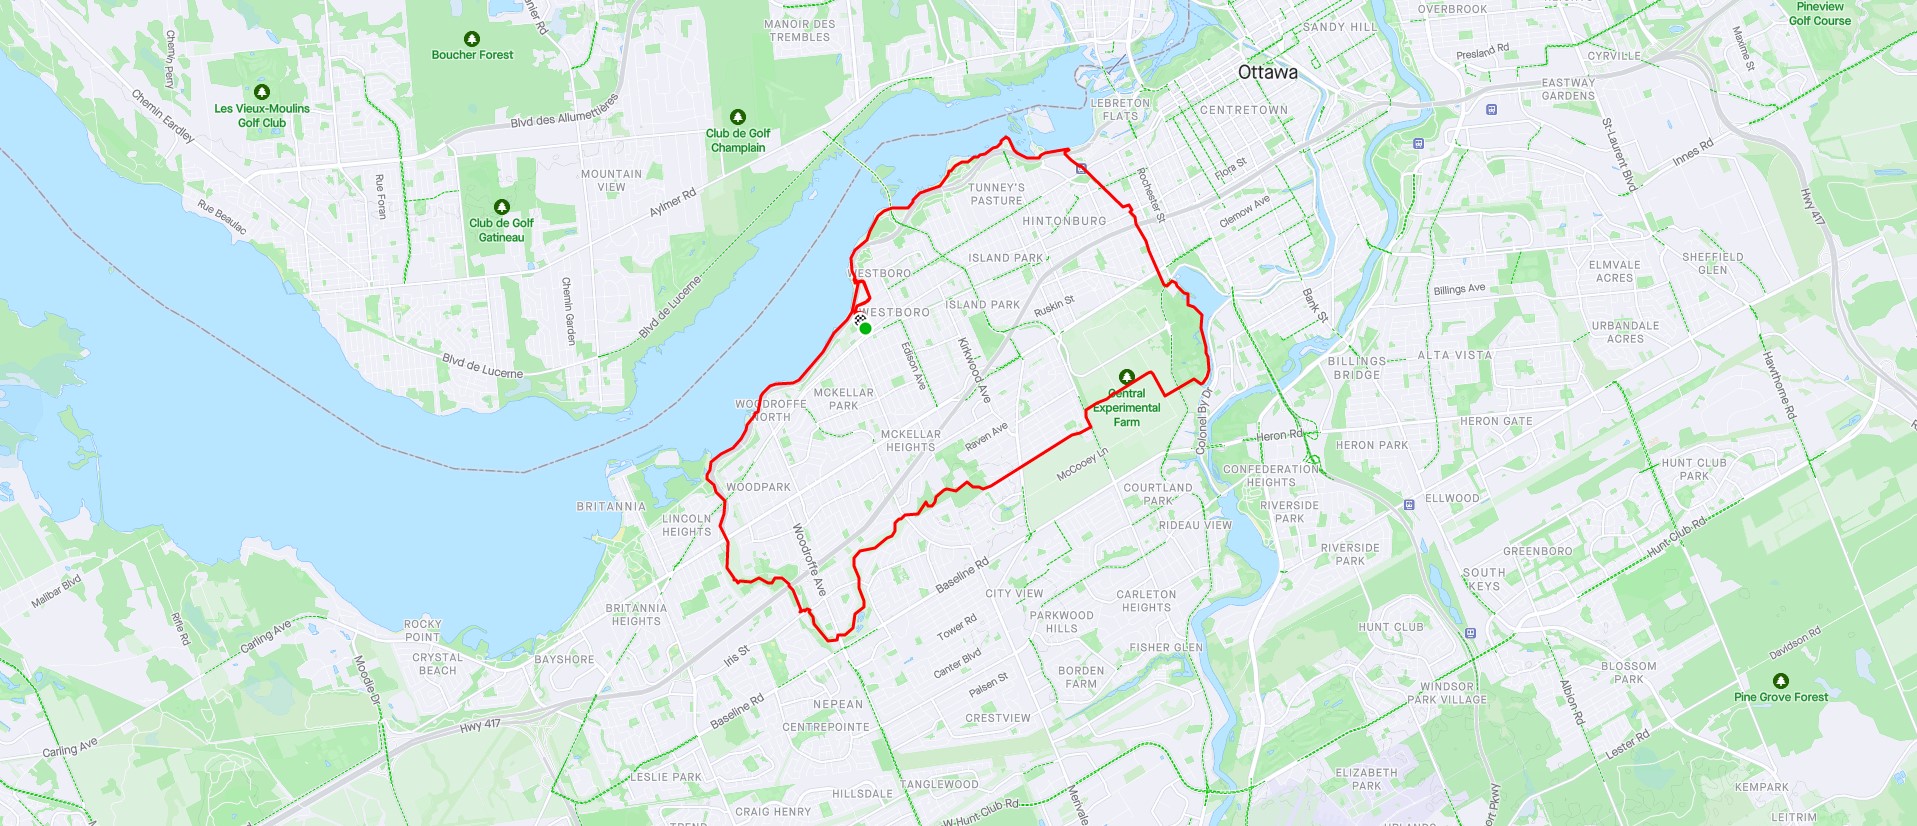 Boucher Forest
Chemin Perry
Les Vieux-Moulins
Golf Club
Chemin Eardley
Blvd des Allumettières
Club de Golf
Champlain
MANOIR DES
TREMBLES
MOUNTAIN
VIEW
Rue Foran
Rue Beaulac
Club de Golf
Gatineau
Aylmer Rd
Chemin Garden
Blvd de Lucerne
Blvd de Lucerne
Ottawa
SANDY HILL
OVERBROOK
Presland Rd
CYRVILLE
Maxime St
Pineview
Golf Course
EASTWAY
GARDENS
LEBRETON
FLATS
CENTRETOWN
St-Laurent Blvd
Innes Rd
Hwy 417
Flora St
Rochester St
Clemow Ave
TUNNEY'S
PASTURE
HINTONBURG
ISLAND PARK
WESTBORO
ISLAND PARK
WESTBORO
Ruskin St
Edison Ave
Kirkwood Ave
SHEFFIELD
GLEN
ELMVALE
ACRES
Billings Ave
Bank St
URBANDALE
ACRES
ALTA VISTA
BILLINGS
BRIDGE
Hawthorne Rd
Central
Experimental
Farm
Colonel By Dr
MCKELLAR
PARK
WOODROFFE
NORTH
MCKELLAR
HEIGHTS
Raven Ave
McCooey Ln
Heron Rd
HERON PARK
HERON GATE
HUNT CLUB
PARK
CONFEDERATION
HEIGHTS
ELLWOOD
COURTLAND
PARK
RIVERSIDE
PARK
RIDEAU VIEW
RIVERSIDE
PARK
GREENBORO
Hunt-Club-Rd
SOUTH
KEYS
WOODPARK
BRITANNIA
LINCOLN
HEIGHTS
Woodroffe Ave
Baseline Rd
CITY VIEW
CARLETON
HEIGHTS
PARKWOOD
HILLS
HUNT CLUB
Davidson Rd
Malibar Blvd
Rifle Rd
Carling Ave
ROCKY
POINT
CRYSTAL
BEACH
Moodie Dr
BRITANNIA
HEIGHTS
BAYSHORE
Iris St
Tower Rd
Canter Blvd
Palsen St
FISHER GLEN
BORDEN
FARM
BLOSSOM
PARK
Pine Grove Forest
WINDSOR
PARK VILLAGE
Albion-Rd
Lester Rd
Baseline Rd
NEPEAN
CENTREPOINTE
CRESTVIEW
Hwy 417
Carling Ave
LESLIE PARK
HILLSDALE
TANGLEWOOD
CRAIG HENRY
W-Hunt-Club-Rd
ELIZABETH
PARK
KEMPARK
LEITRIM